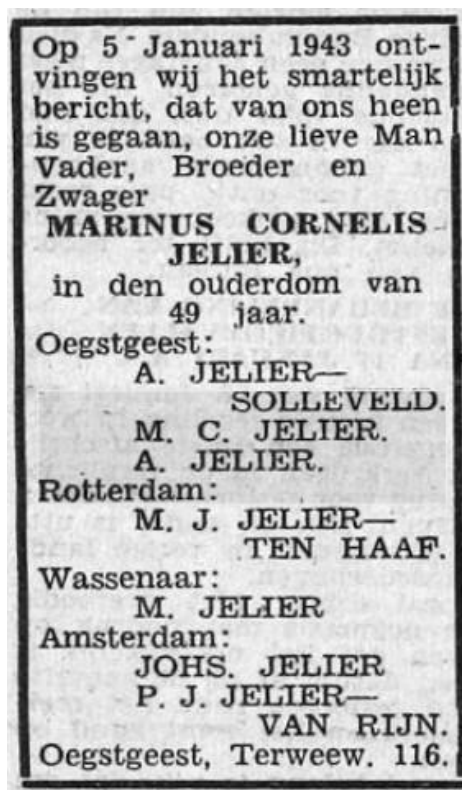 Op 5 Januari 1943 ont-
vingen wij het smartelijk
bericht, dat van ons heen
is gegaan, onze lieve Man
Vader, Broeder en
Zwager
MARINUS CORNELIS
JELIER,
in den ouderdom van
49 jaar.
Oegstgeest:
A. JELIER—
SOLLEVELD.
M. C. JELIER.
A. JELIER.
Rotterdam:
M. J. JELIER—
TEN HAAF.
Wassenaar:
M. JELIER
Amsterdam:
JOHS. JELIER
P. J. JELIER—
VAN RIJN.
Oegstgeest, Terweew. 116.